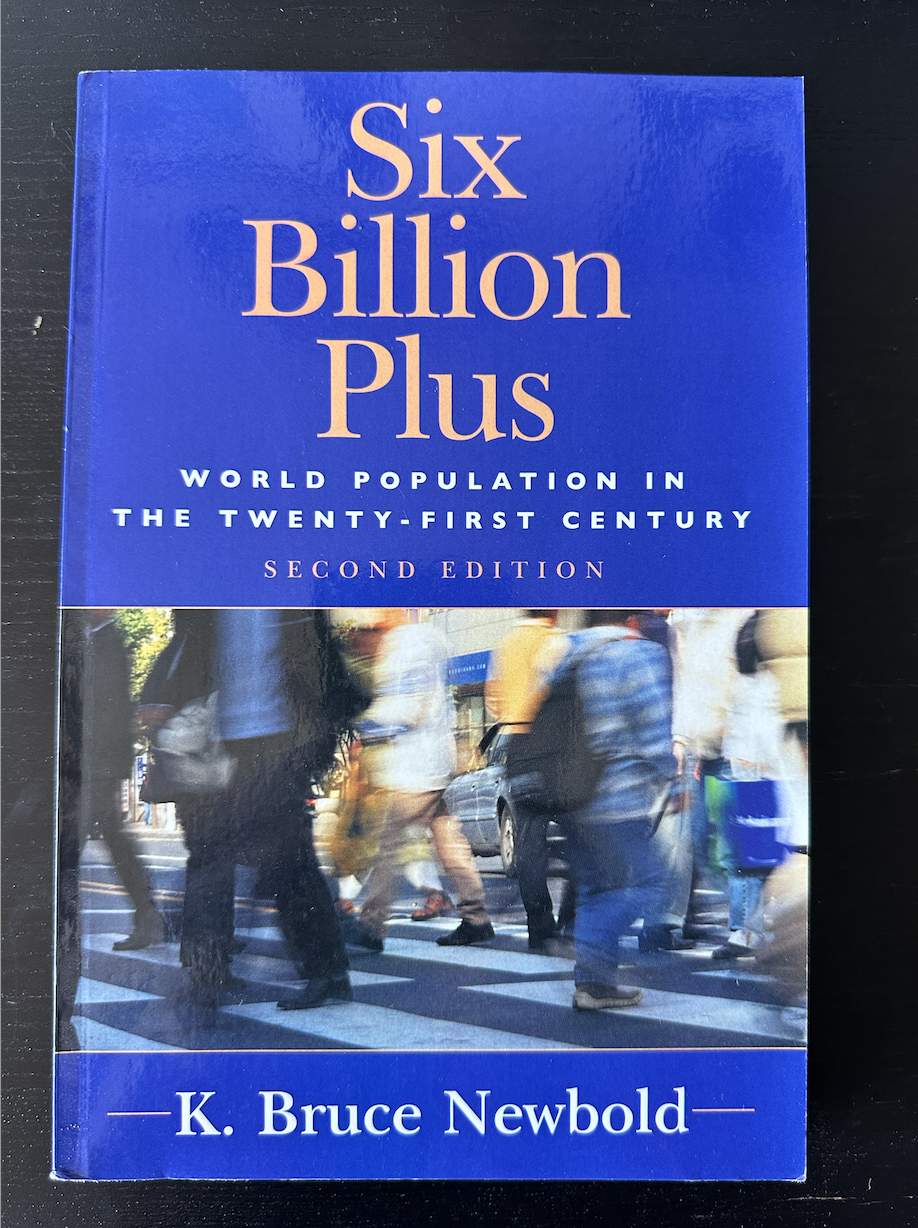 Six
Billion
Plus
WORLD POPULATION IN
THE TWENTY-FIRST CENTURY
SECOND EDITION
K. Bruce Newbold